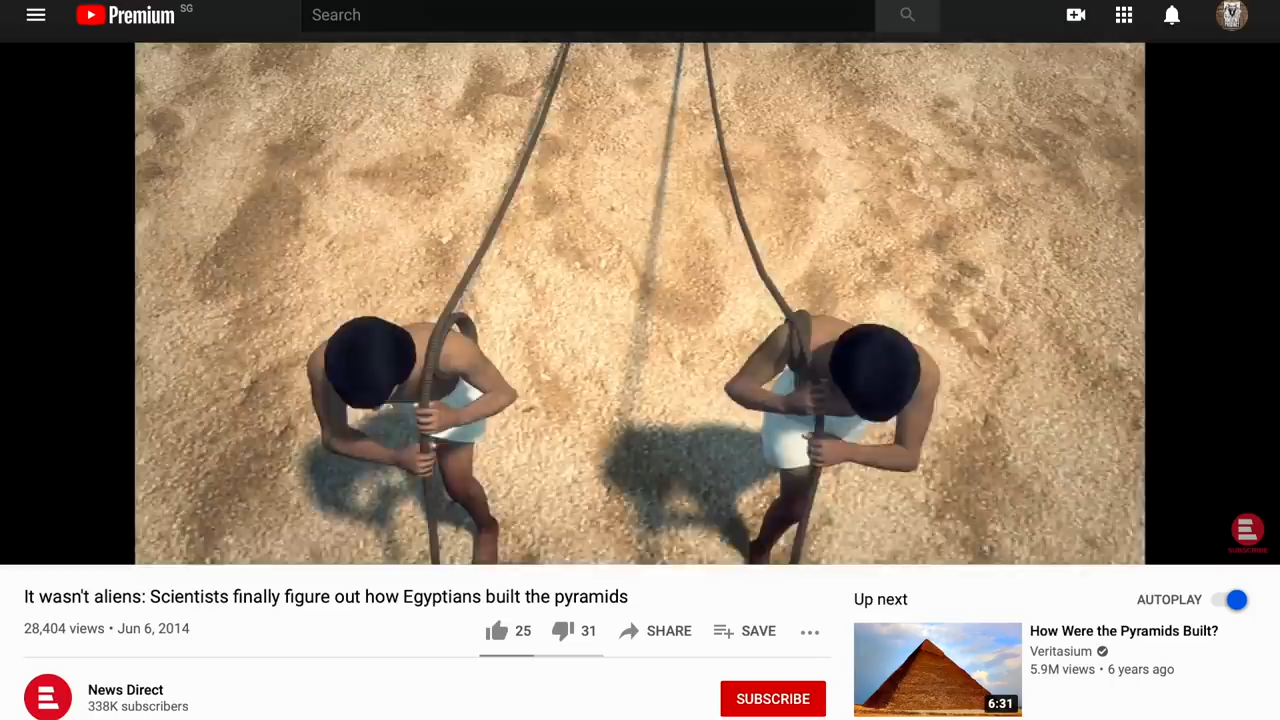 Premium SG
Search
SUBSCRIBE
It wasn't aliens: Scientists finally figure out how Egyptians built the pyramids
28,404 views • Jun 6, 2014
25
31
SHARE
SAVE
News Direct
338K subscribers
SUBSCRIBE
Up next
AUTOPLAY
6:31
How Were the Pyramids Built?
Veritasium
5.9M views • 6 years ago